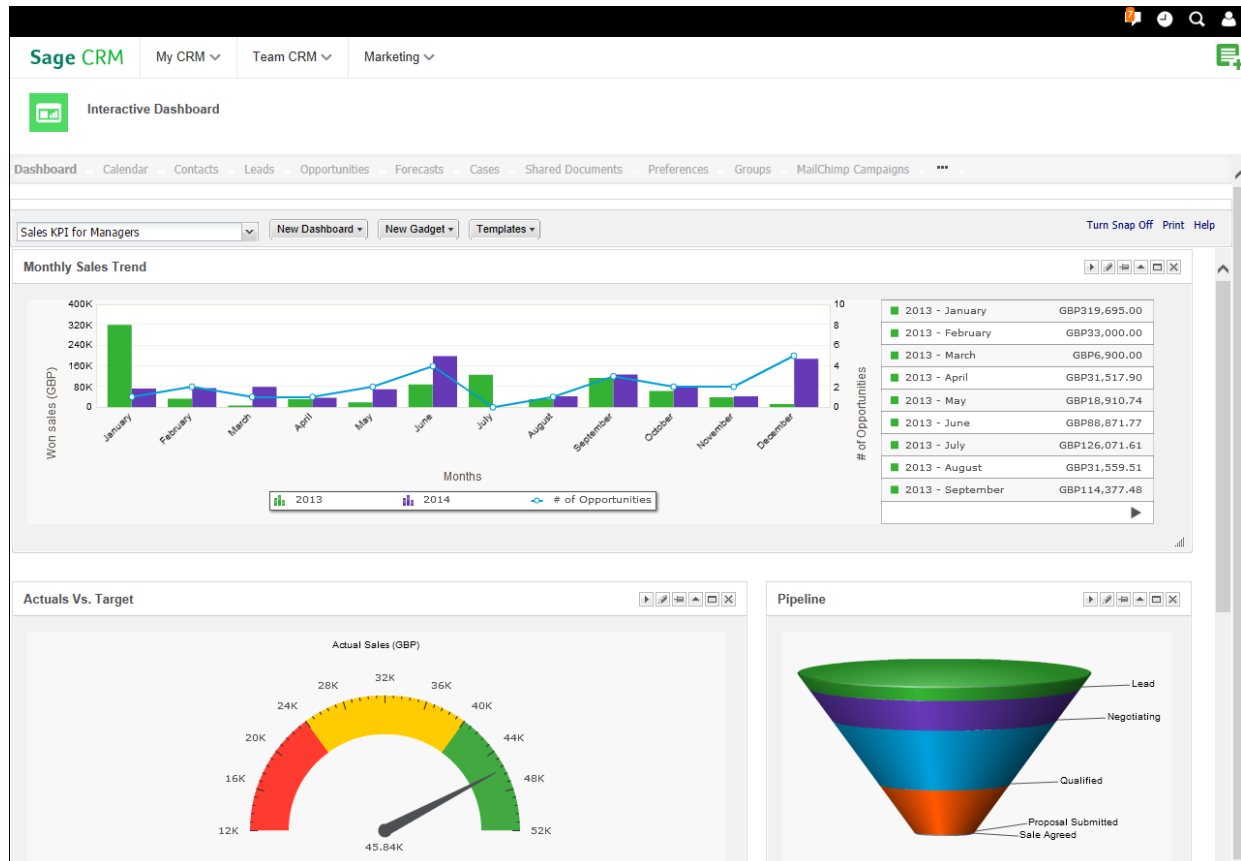 7
Sage CRM My CRM Team CRM Marketing
Interactive Dashboard
Dashboard Calendar Contacts Leads Opportunities Forecasts Cases Shared Documents Preferences Groups MailChimp Campaigns ...
Sales KPI for Managers New Dashboard New Gadget Templates Turn Snap Off Print Help
Monthly Sales Trend
Won sales (GBP)
400K
320K
240K
160K
80K
0
10
8
6
4
2
0
# of Opportunities
January February March April May June July August September October November December
Months
2013 2014 # of Opportunities
2013 - January GBP319,695.00
2013 - February GBP33,000.00
2013 - March GBP6,900.00
2013 - April GBP31,517.90
2013 - May GBP18,910.74
2013 - June GBP88,871.77
2013 - July GBP126,071.61
2013 - August GBP31,559.51
2013 - September GBP114,377.48
Actuals Vs. Target
Actual Sales (GBP)
12K
16K
20K
24K
28K
32K
36K
40K
44K
48K
52K
45.84K
Pipeline
Lead
Negotiating
Qualified
Proposal Submitted
Sale Agreed